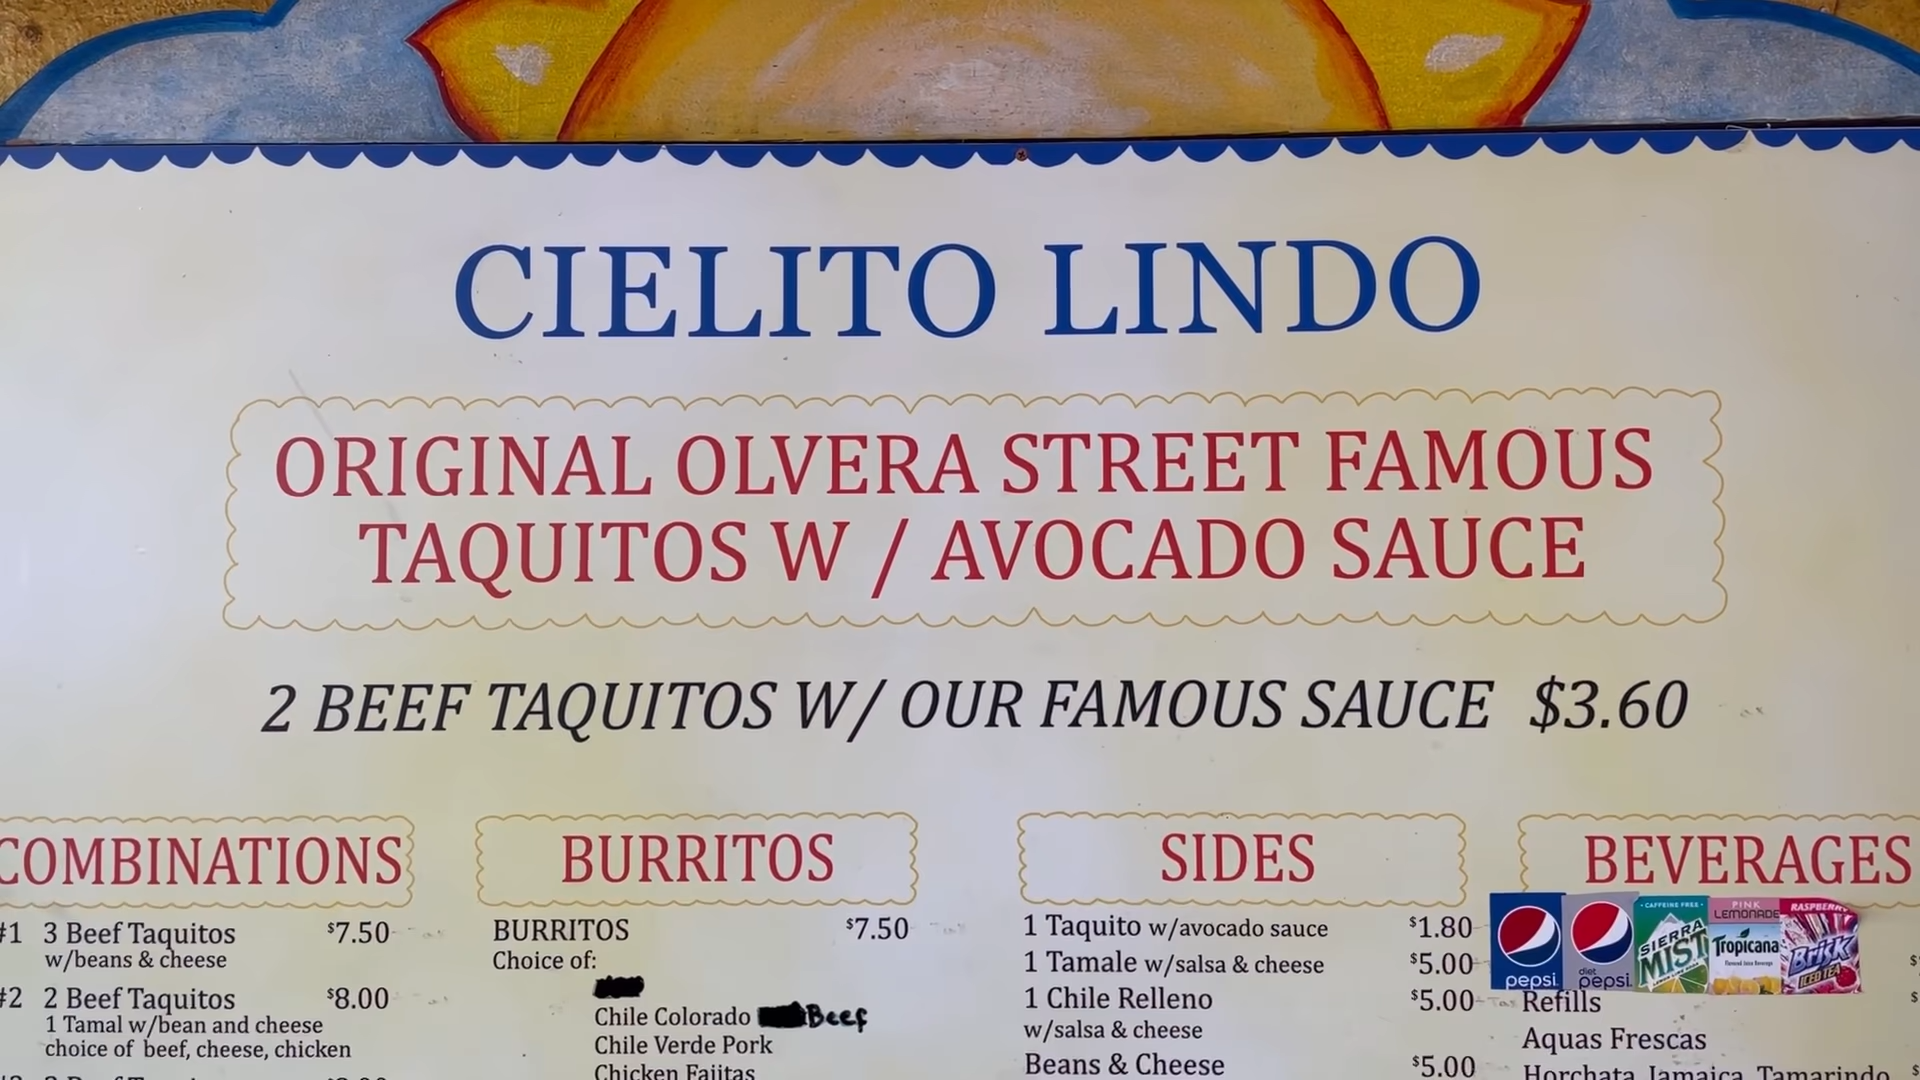 CIELITO LINDO
ORIGINAL OLVERA STREET FAMOUS
TAQUITOS W / AVOCADO SAUCE
2 BEEF TAQUITOS W/ OUR FAMOUS SAUCE $3.60
COMBINATIONS
#1 3 Beef Taquitos $7.50
w/beans & cheese
#2 2 Beef Taquitos $8.00
1 Tamal w/bean and cheese
choice of beef, cheese, chicken
BURRITOS
BURRITOS $7.50
Choice of:
Chile Colorado Beef
Chile Verde Pork
Chicken Fajitas
SIDES
1 Taquito w/avocado sauce $1.80
1 Tamale w/salsa & cheese $5.00
1 Chile Relleno $5.00
w/salsa & cheese
Beans & Cheese $5.00
BEVERAGES
pepsi
diet pepsi
CAFFEINE FREE
SIERRA MIST
PINK LEMONADE
Tropicana
RASPBERRY
Brisk
ICED TEA
Refills
Aquas Frescas
Horchata, Jamaica, Tamarindo